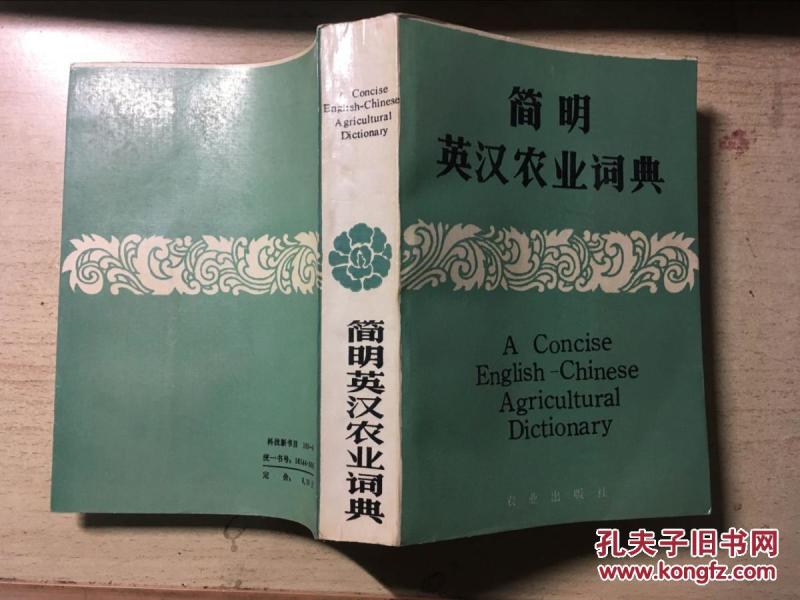 简明
英汉农业词典
A Concise
English-Chinese
Agricultural
Dictionary
农业出版社
A Concise
English-Chinese
Agricultural
Dictionary
简明英汉农业词典
科技新书目
统一书号：
定价：
孔夫子旧书网
www.kongfz.com